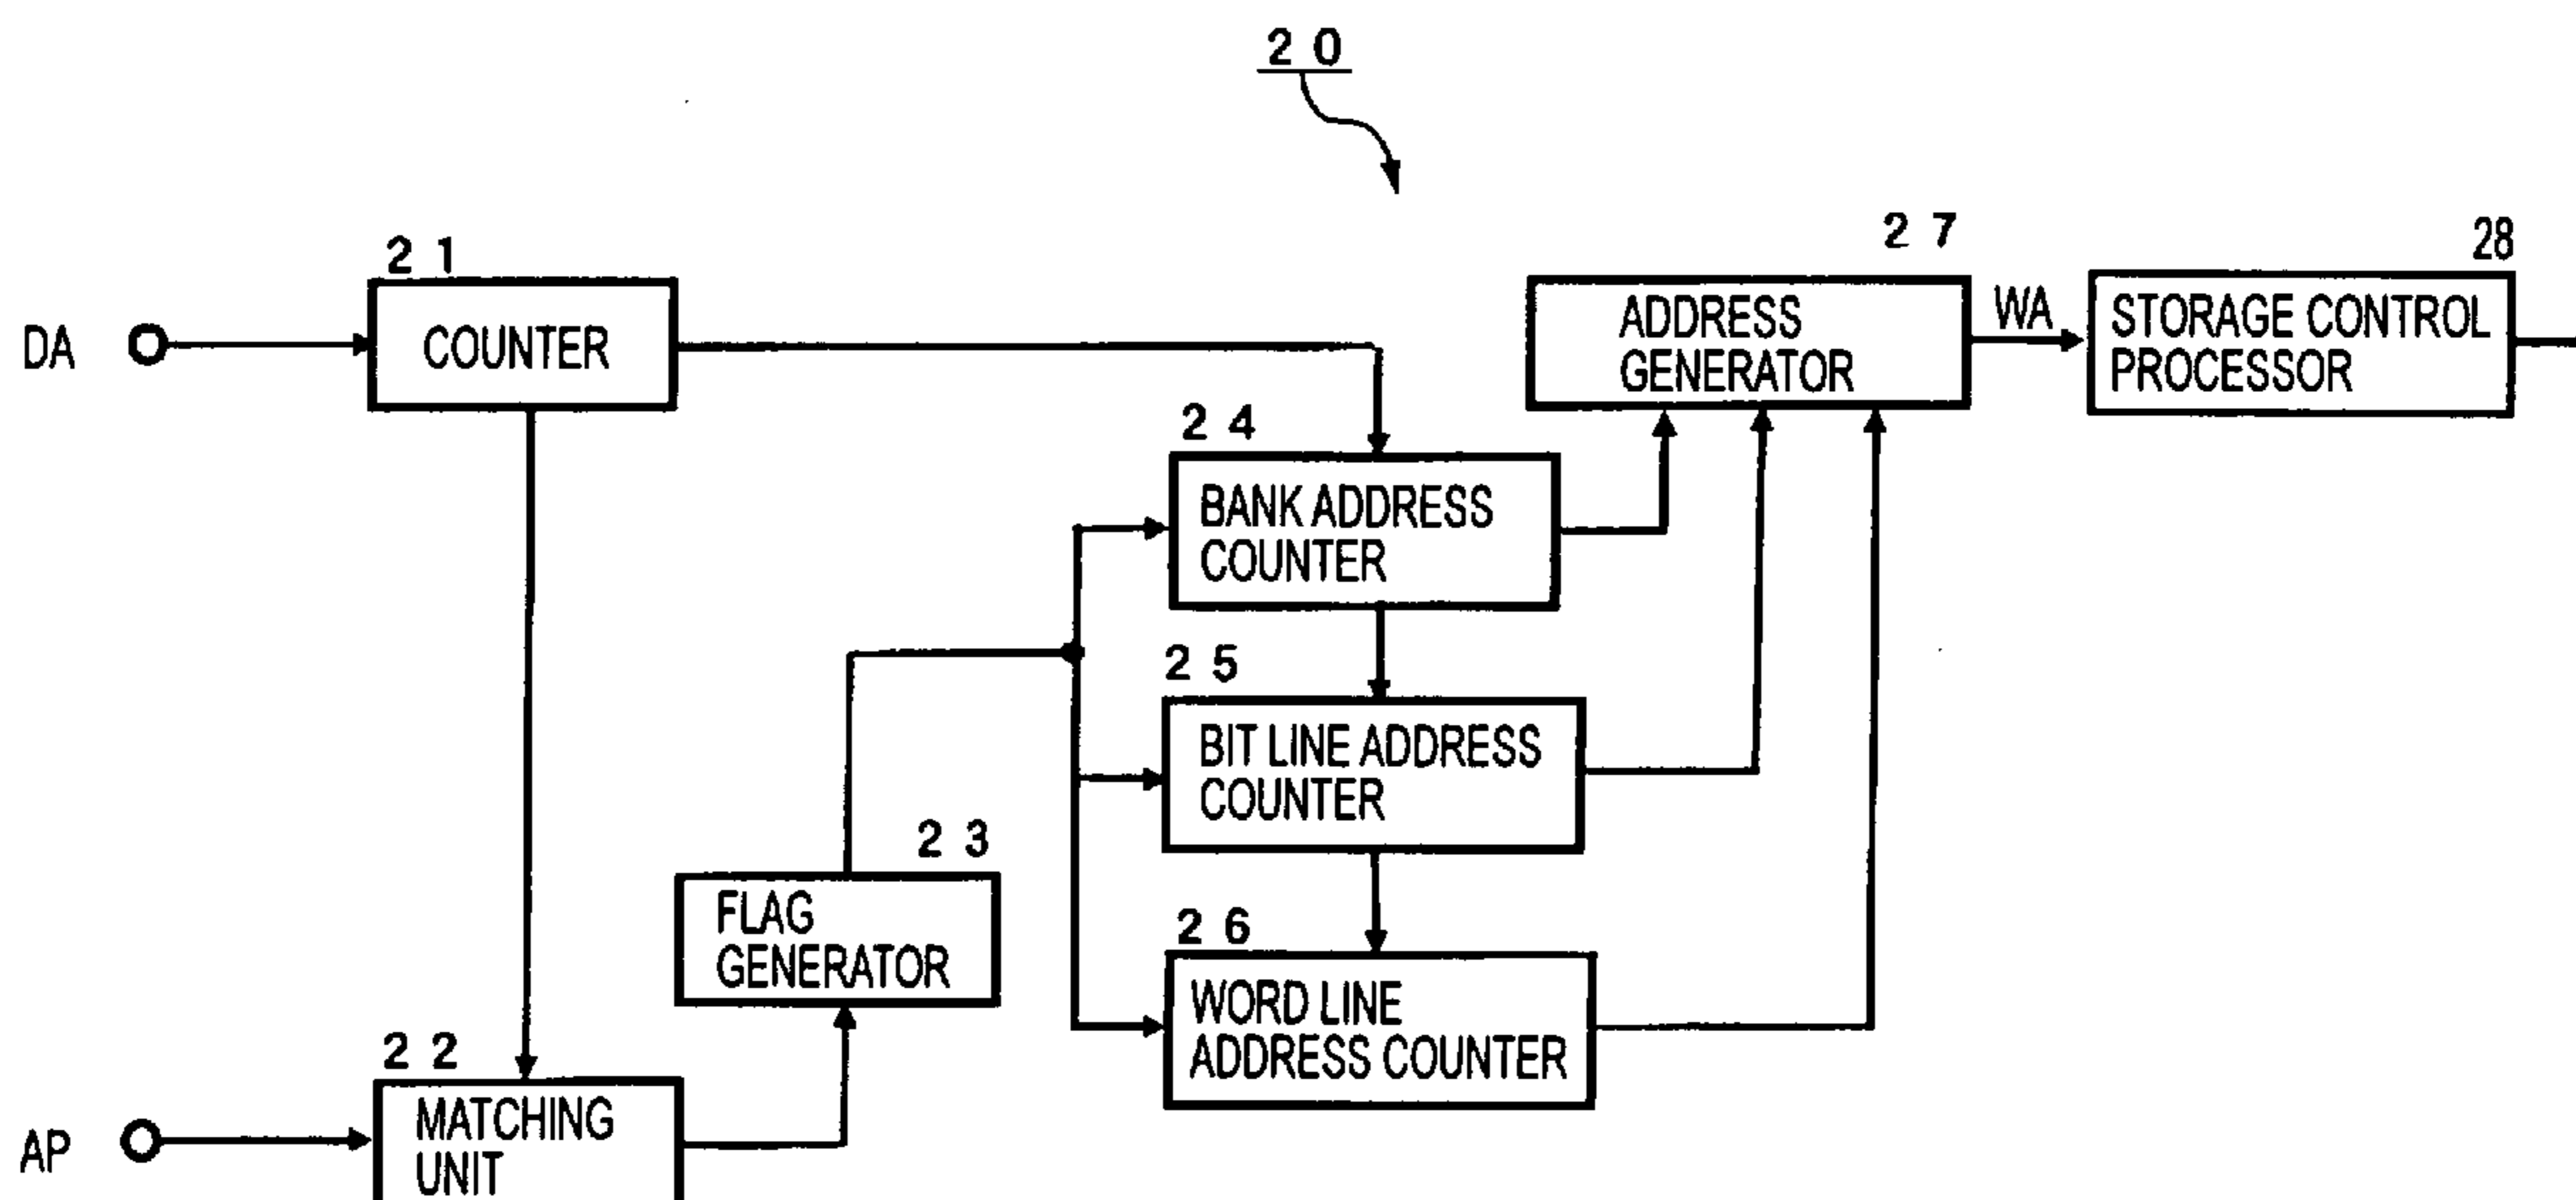 20
21
COUNTER
DA
27
ADDRESS
GENERATOR
WA
28
STORAGE CONTROL
PROCESSOR
24
BANK ADDRESS
COUNTER
25
BIT LINE ADDRESS
COUNTER
23
FLAG
GENERATOR
26
WORD LINE
ADDRESS COUNTER
22
MATCHING
UNIT
AP